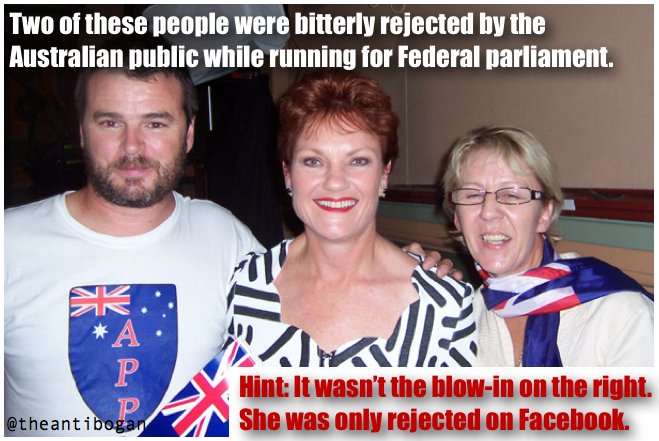 Two of these people were bitterly rejected by the
Australian public while running for Federal parliament.
A
P
P
Hint: It wasn't the blow-in on the right.
She was only rejected on Facebook.
@theantibogan